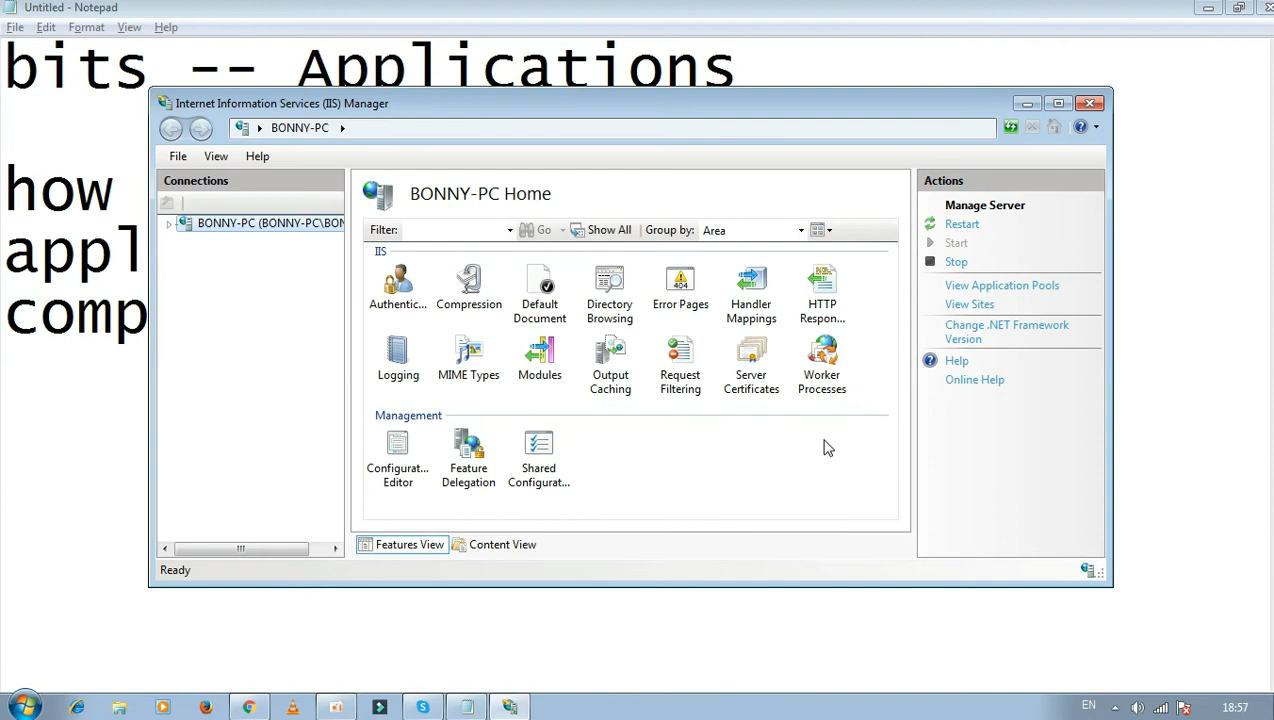 Untitled - Notepad
File Edit Format View Help
bits -- Applications
how
appl
comp
Internet Information Services (IIS) Manager
BONNY-PC
File View Help
Connections
BONNY-PC (BONNY-PC\BON
BONNY-PC Home
Filter: Go Show All Group by: Area
IIS
Authentic...
Compression
Default
Document
Directory
Browsing
Error Pages
404
Handler
Mappings
HTTP
Respon...
Logging
MIME Types
Modules
Output
Caching
Request
Filtering
Server
Certificates
Worker
Processes
Management
Configurat...
Editor
Feature
Delegation
Shared
Configurat...
Features View Content View
Ready
Actions
Manage Server
Restart
Start
Stop
View Application Pools
View Sites
Change .NET Framework
Version
Help
Online Help
EN 18:57